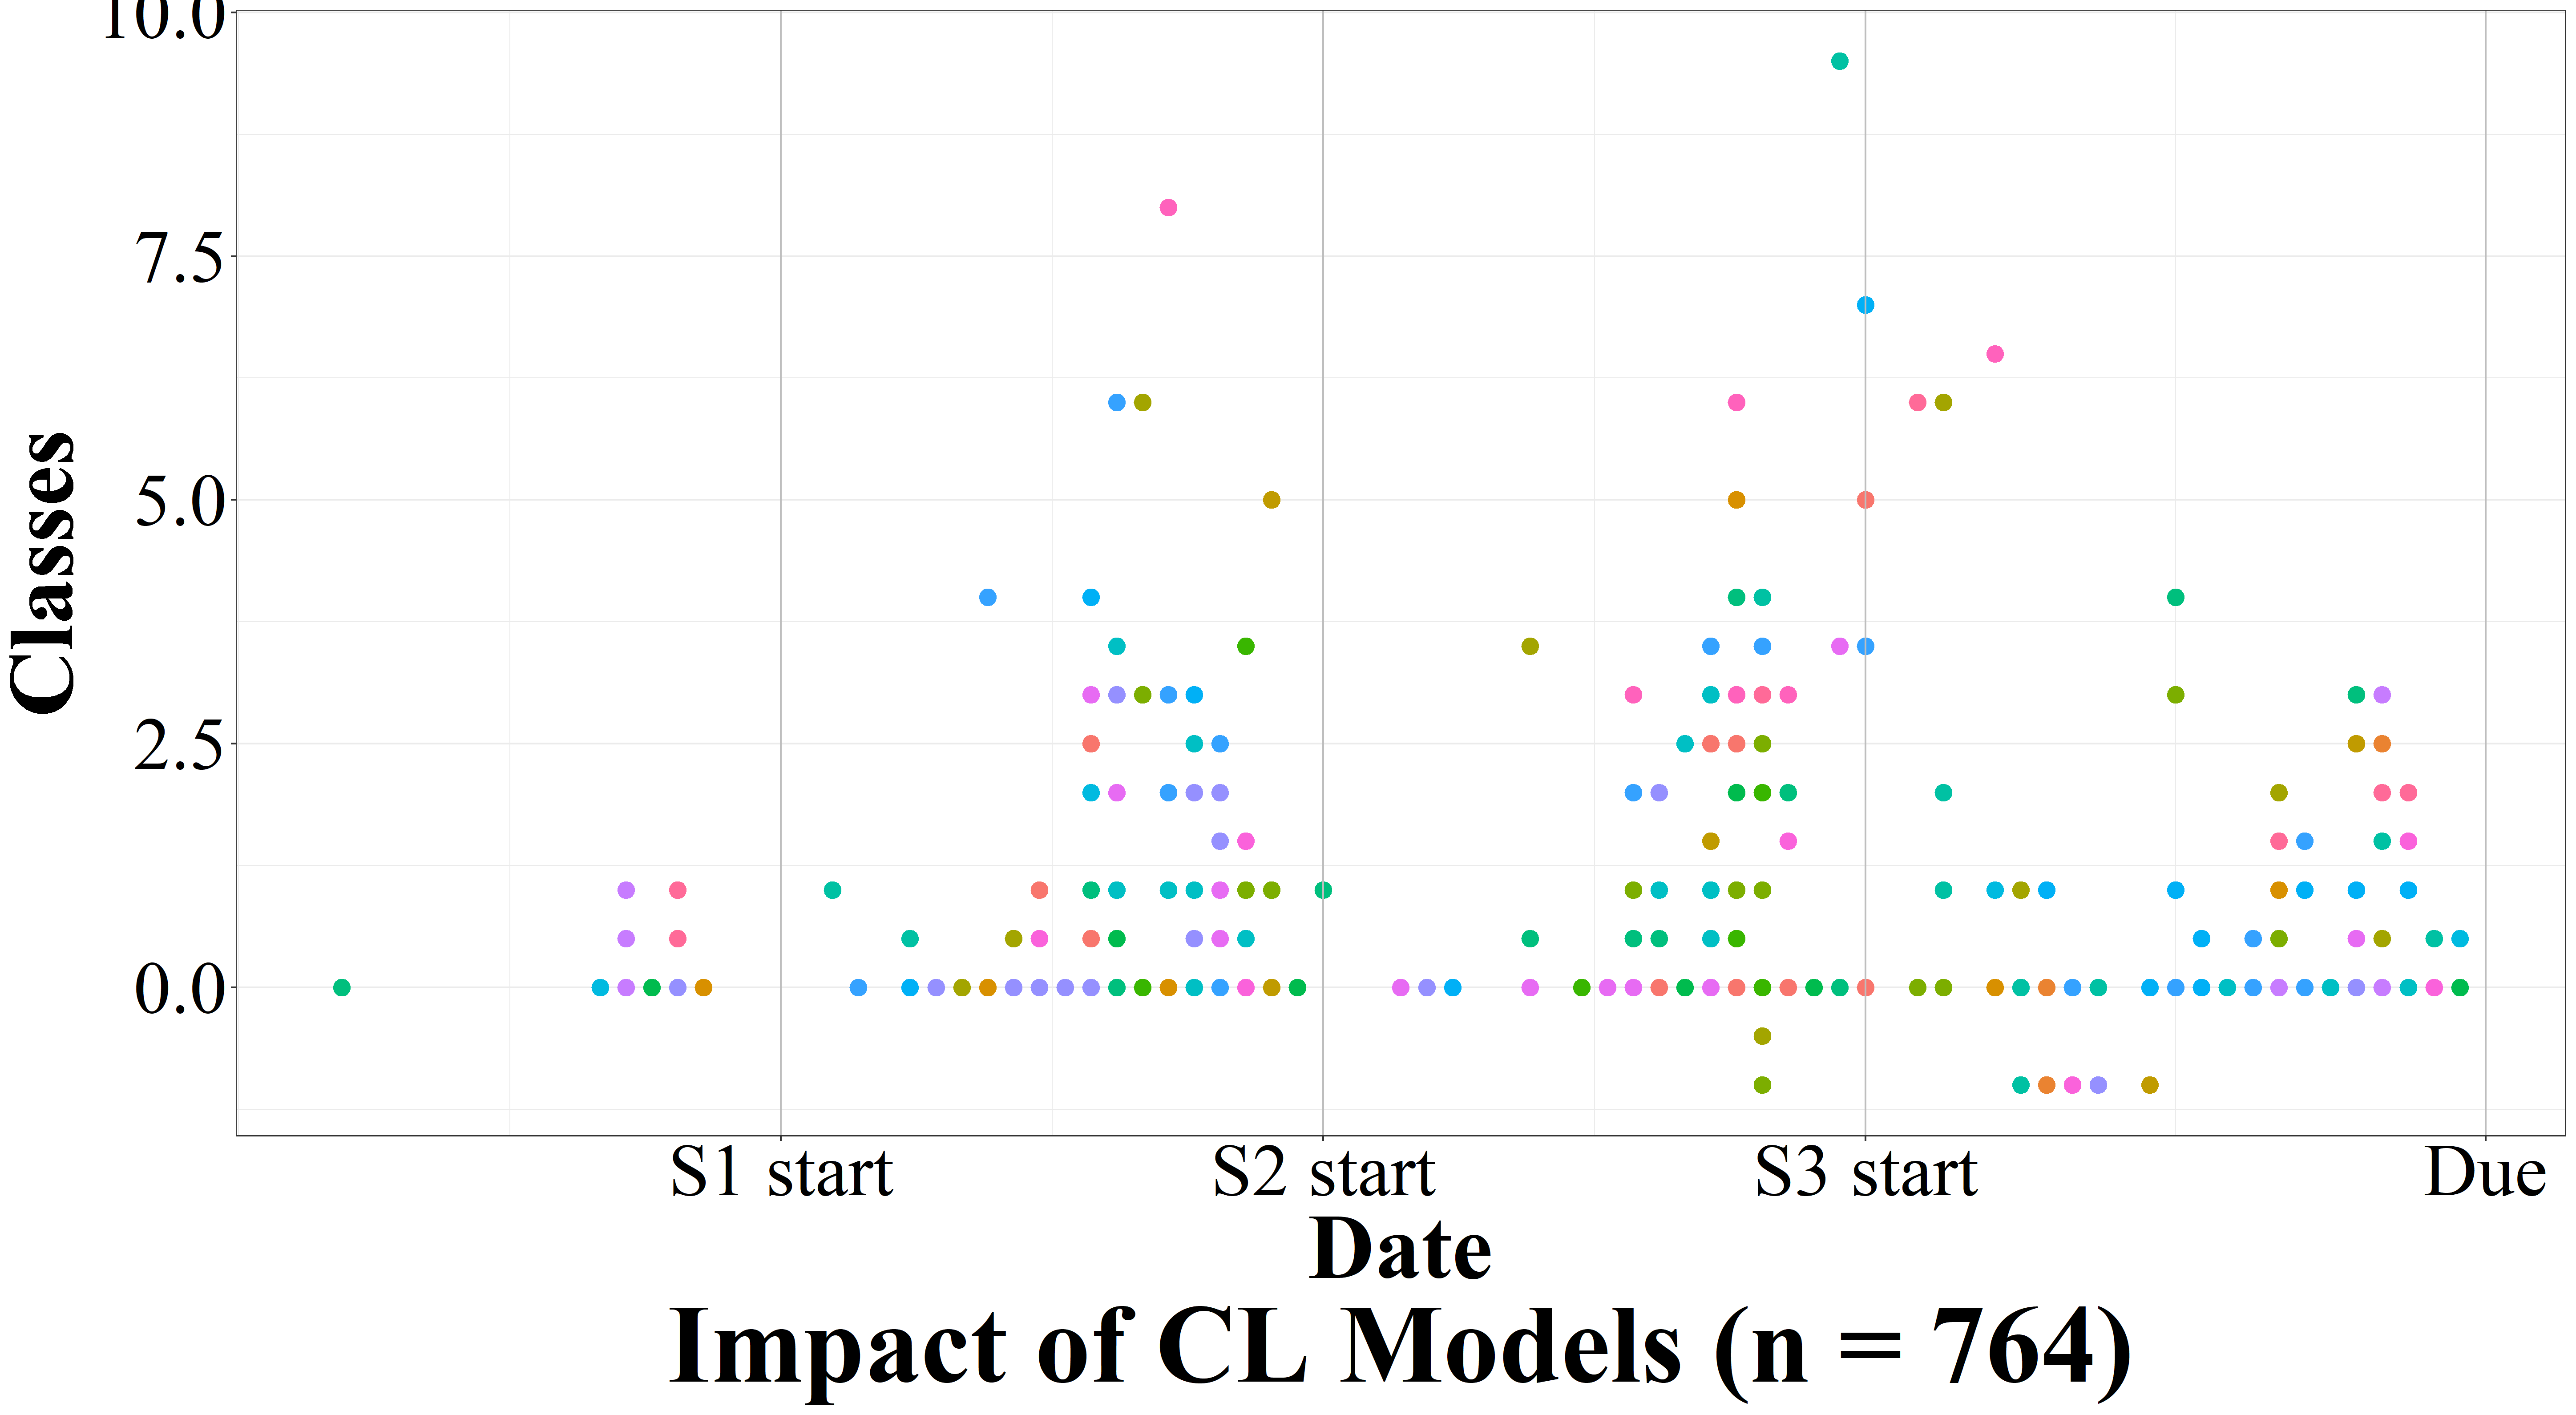 10.0
7.5
5.0
2.5
0.0
Classes
S1 start S2 start S3 start Due
Date
Impact of CL Models (n = 764)